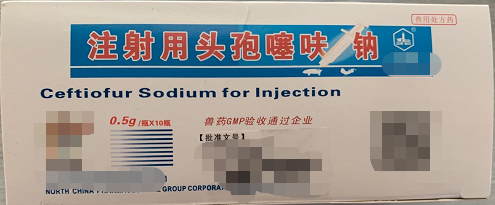 兽用处方药
注射用头孢噻呋钠
Ceftiofur Sodium for Injection
0.5g/瓶X10瓶
兽药GMP验收通过企业
【批准文号】
NORTH CHINA GROUP CORPORA